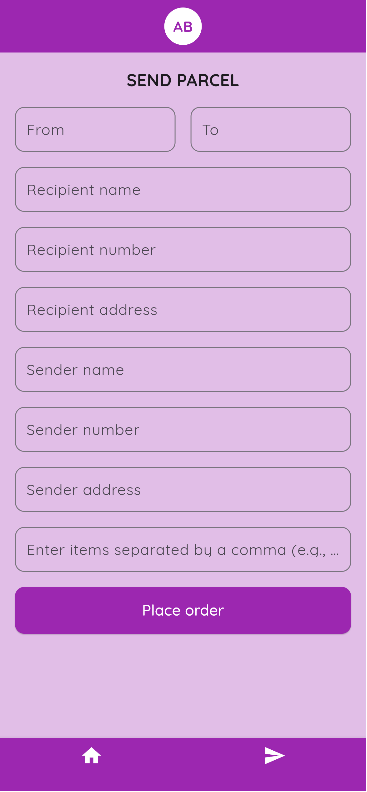 AB
SEND PARCEL
From
To
Recipient name
Recipient number
Recipient address
Sender name
Sender number
Sender address
Enter items separated by a comma (e.g., ...
Place order